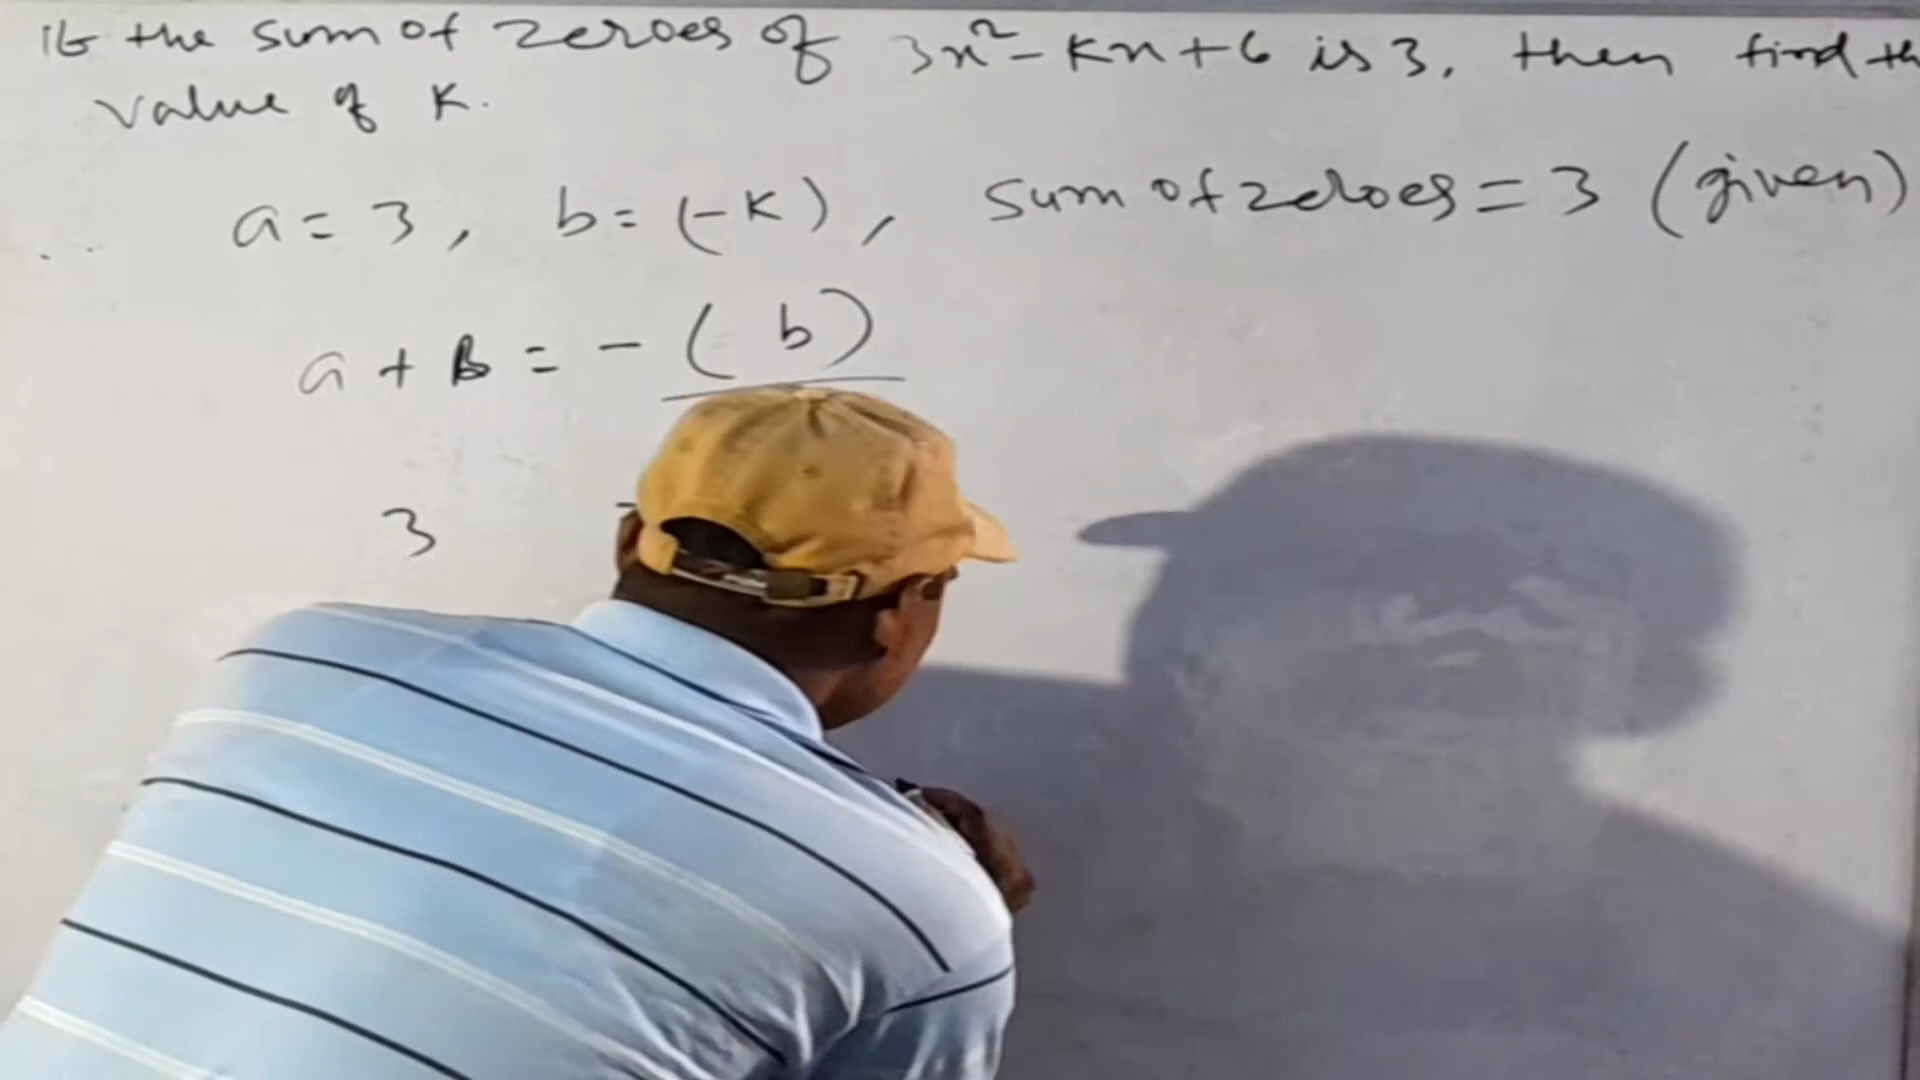 If the sum of zeroes of 3x² - Kx + 6 is 3, then find th
value of K.
a = 3, b = (-K), sum of zeroes = 3 (given)
a + B = - ( b )
3